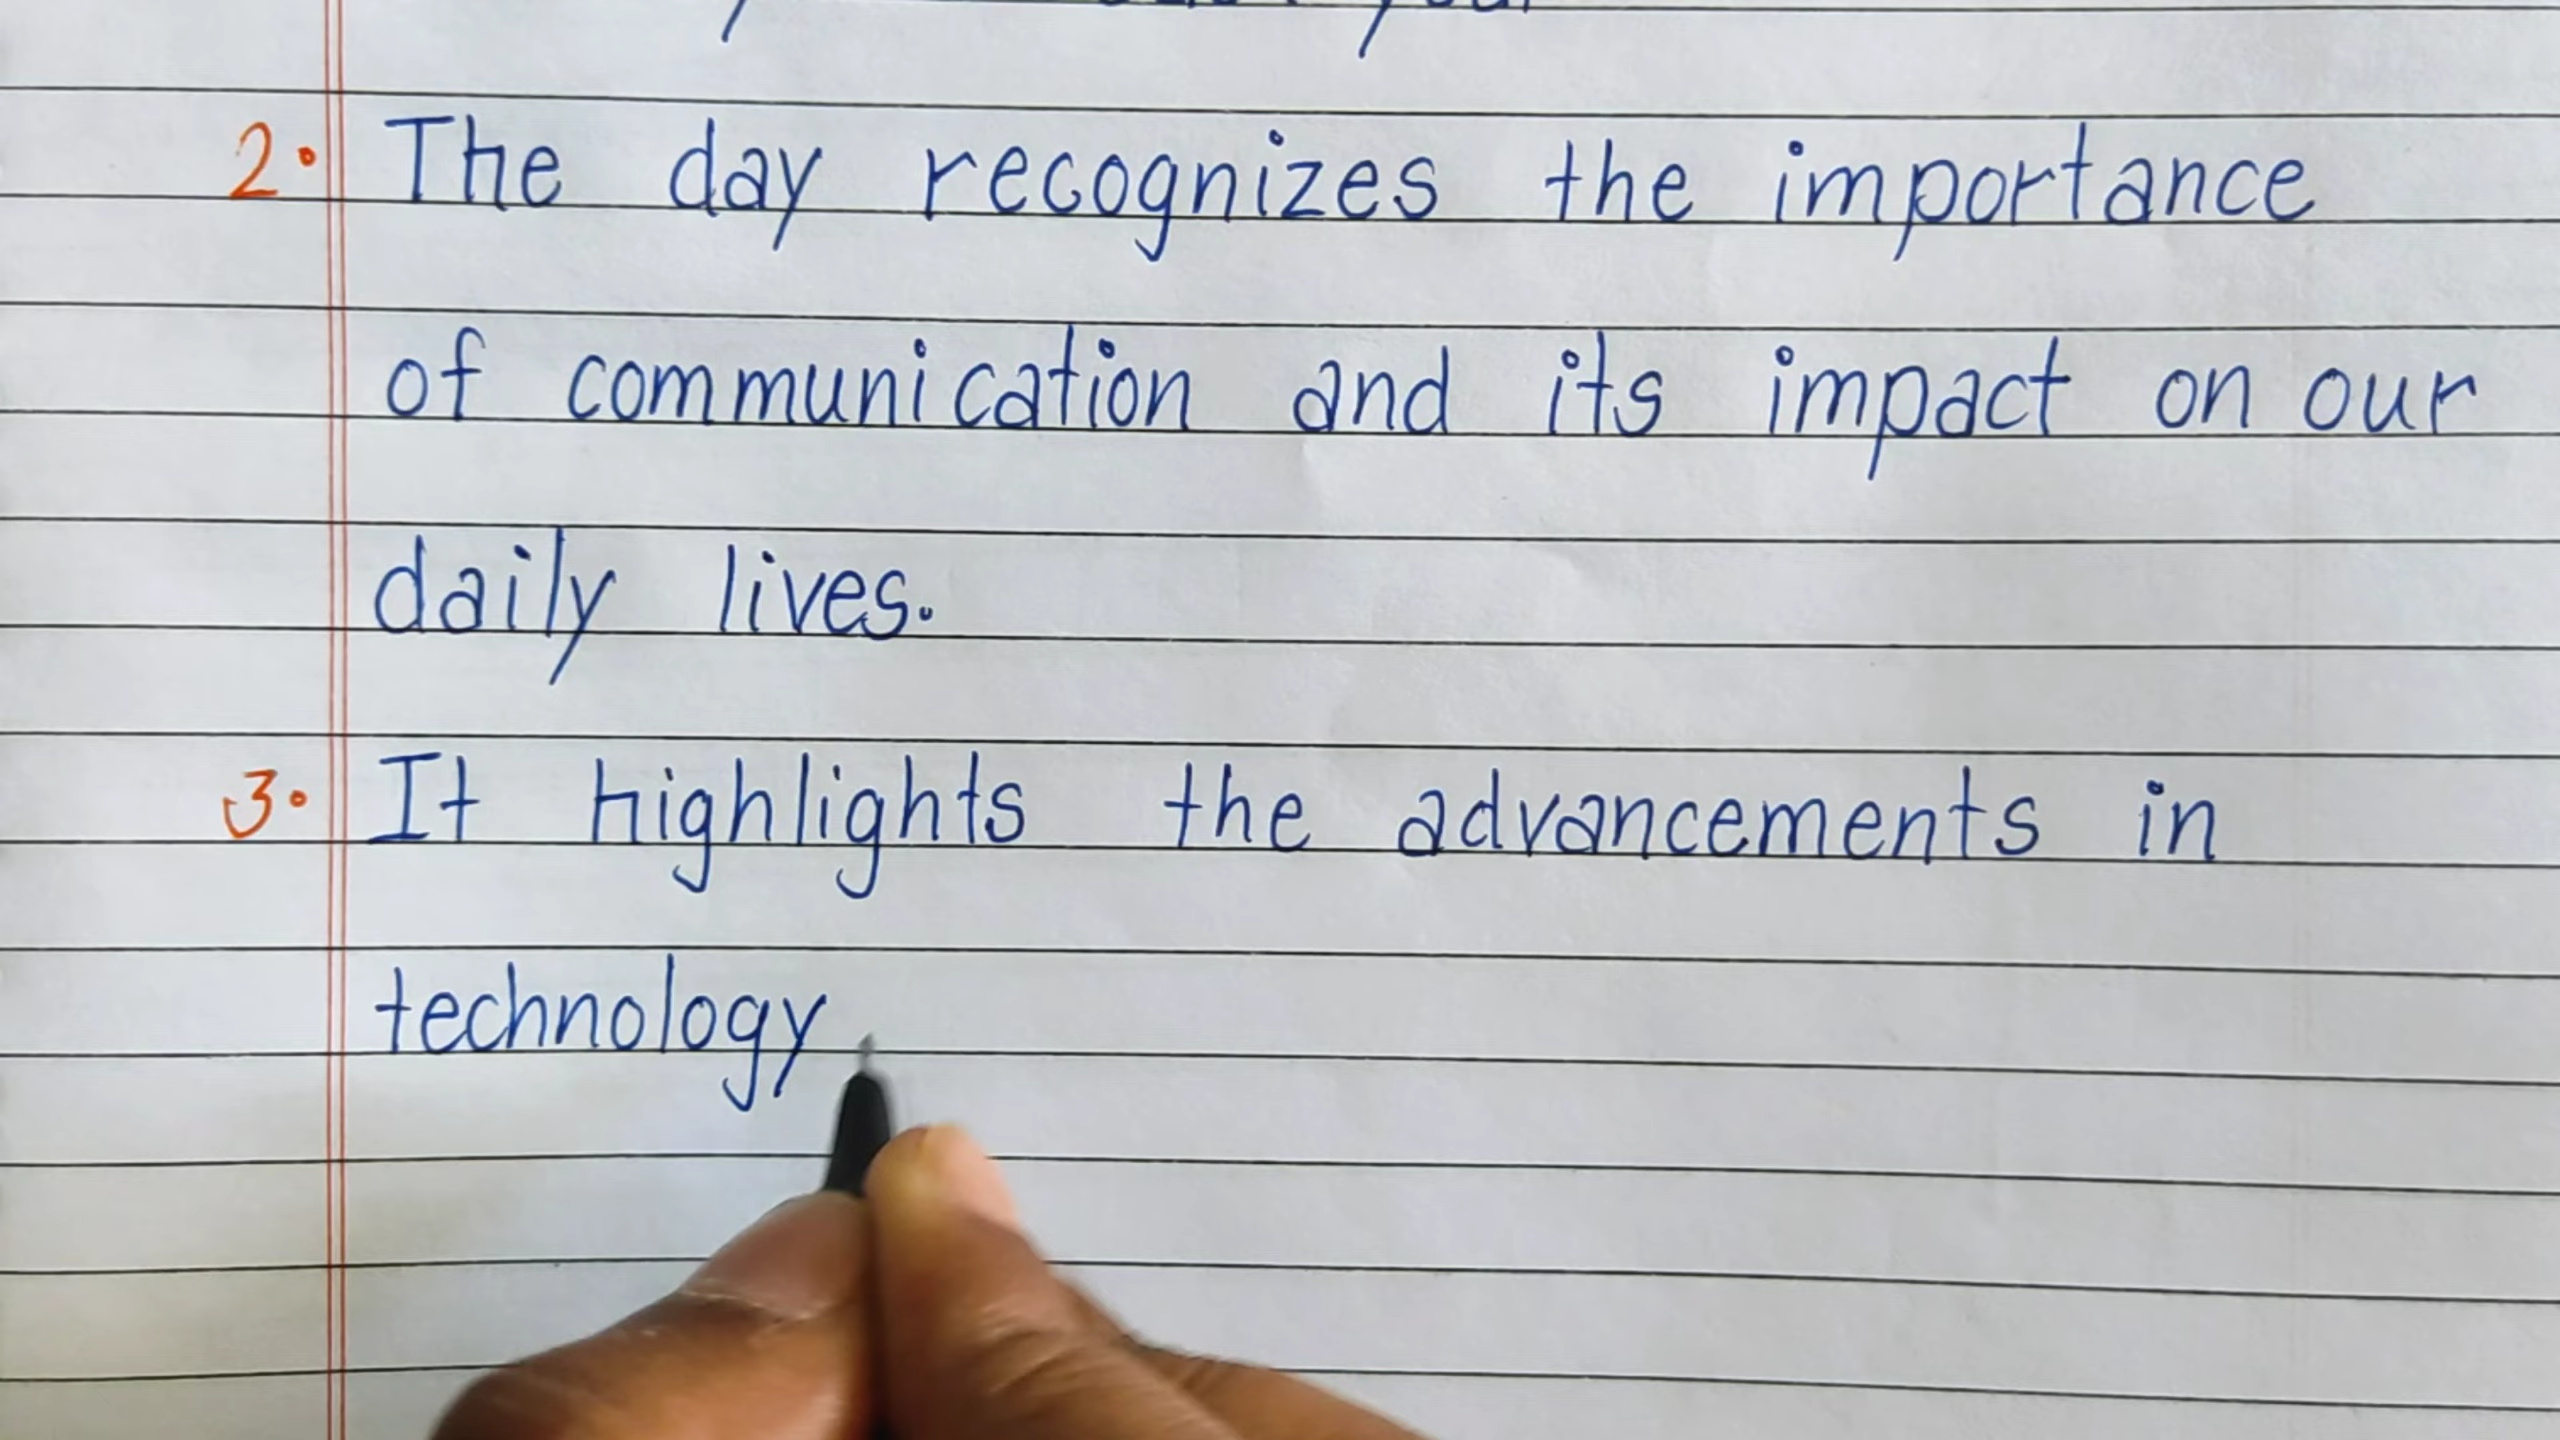 2. The day recognizes the importance
of communication and its impact on our
daily lives.
3. It highlights the advancements in
technology